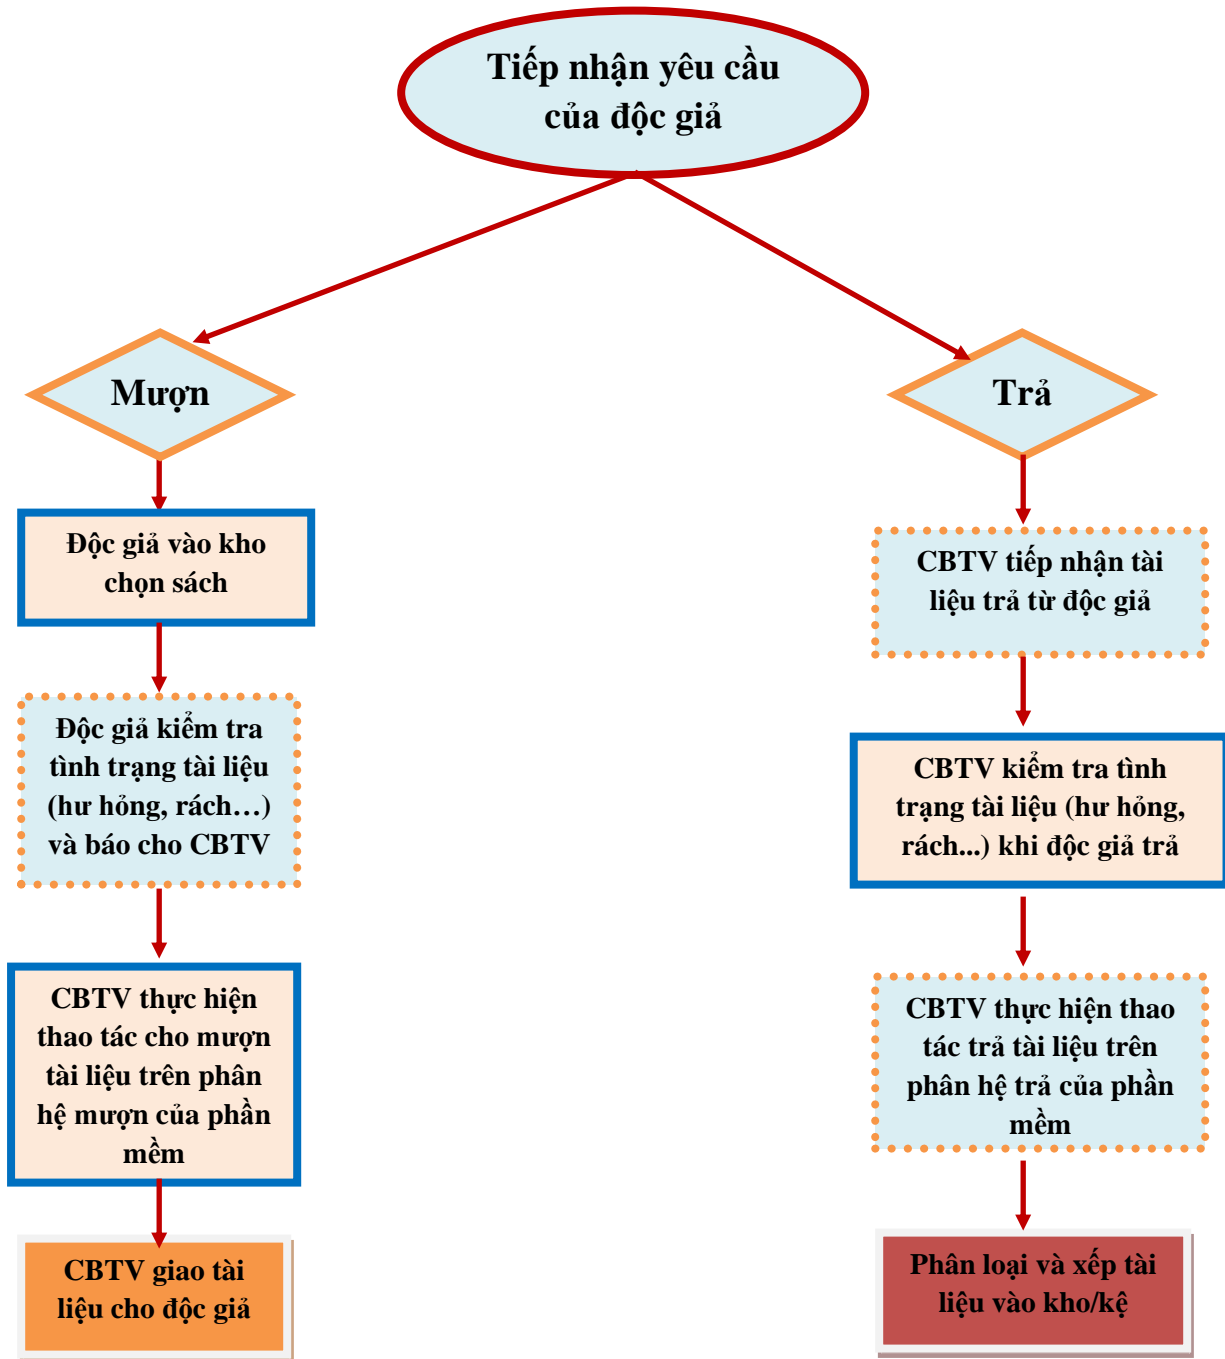 Tiếp nhận yêu cầu
của độc giả
Mượn
Trả
Độc giả vào kho
chọn sách
Độc giả kiểm tra
tình trạng tài liệu
(hư hỏng, rách…)
và báo cho CBTV
CBTV thực hiện
thao tác cho mượn
tài liệu trên phân
hệ mượn của phần
mềm
CBTV giao tài
liệu cho độc giả
CBTV tiếp nhận tài
liệu trả từ độc giả
CBTV kiểm tra tình
trạng tài liệu (hư hỏng,
rách...) khi độc giả trả
CBTV thực hiện thao
tác trả tài liệu trên
phân hệ trả của phần
mềm
Phân loại và xếp tài
liệu vào kho/kệ